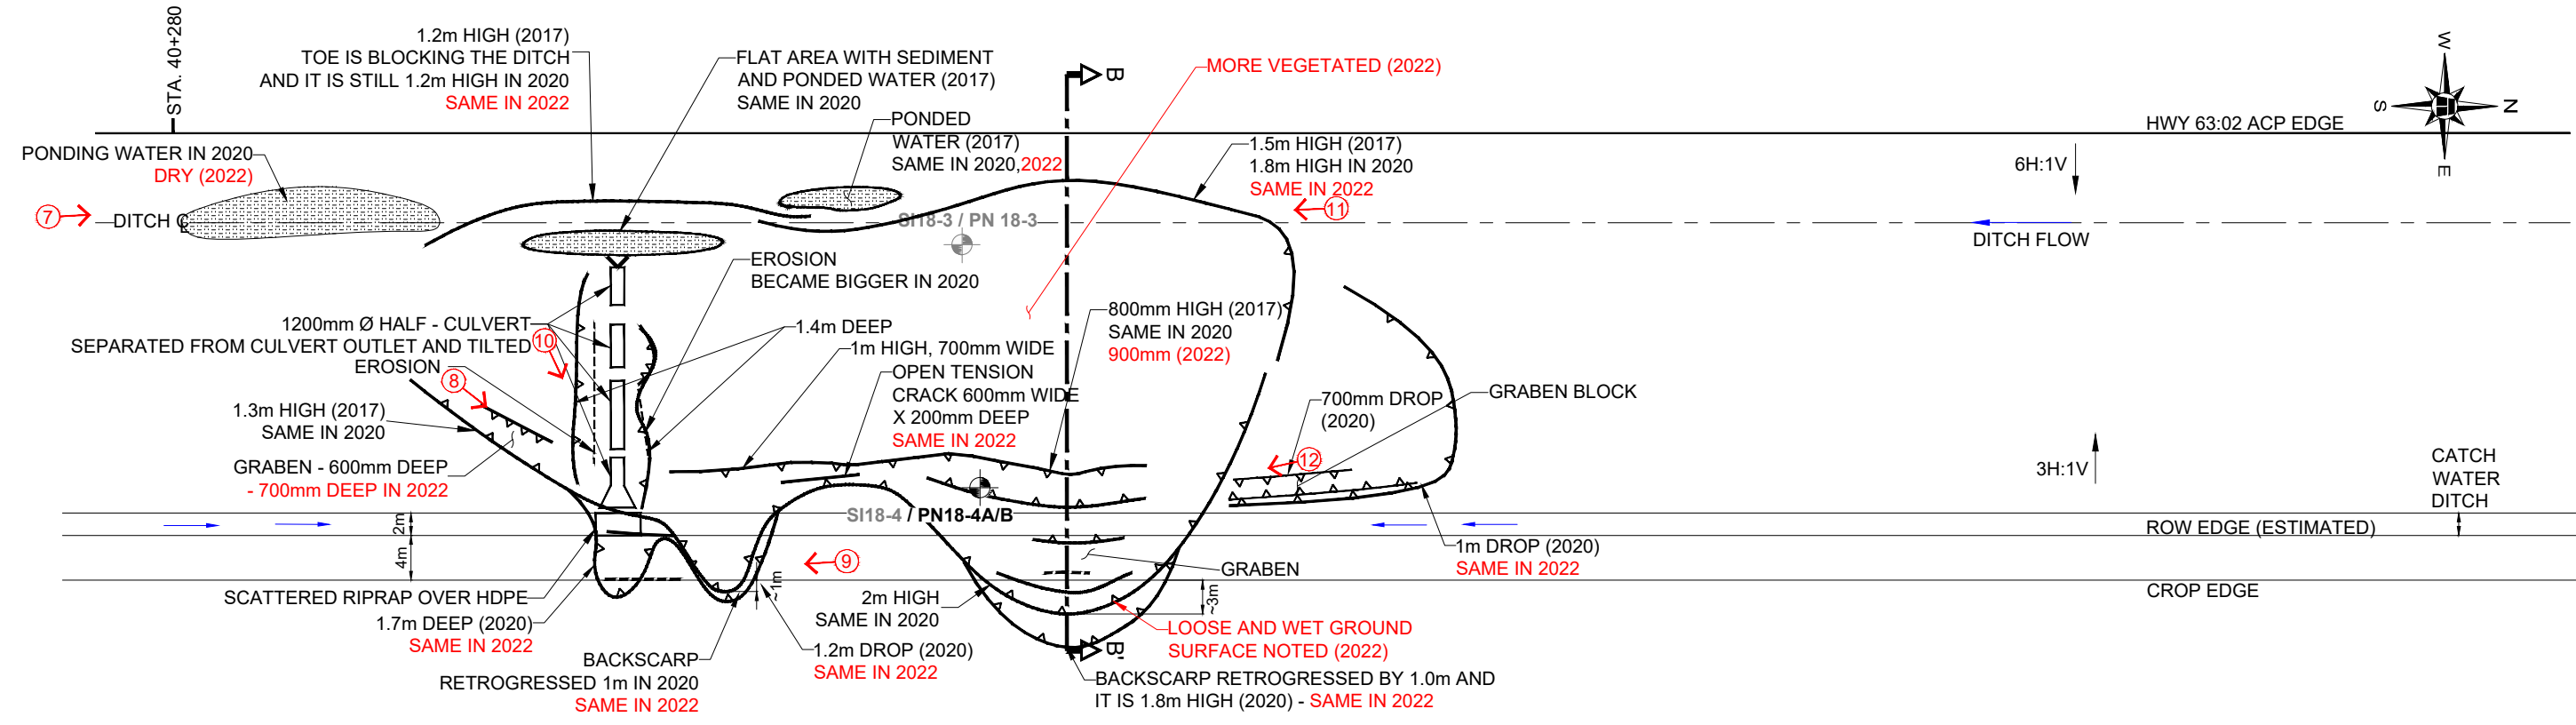 STA. 40+280
1.2m HIGH (2017)
TOE IS BLOCKING THE DITCH
AND IT IS STILL 1.2m HIGH IN 2020
SAME IN 2022
FLAT AREA WITH SEDIMENT
AND PONDED WATER (2017)
SAME IN 2020
B
MORE VEGETATED (2022)
W
S
N
E
HWY 63:02 ACP EDGE
PONDING WATER IN 2020
DRY (2022)
PONDED
WATER (2017)
SAME IN 2020,2022
1.5m HIGH (2017)
1.8m HIGH IN 2020
SAME IN 2022
6H:1V
7
DITCH
SI18-3 / PN 18-3
11
DITCH FLOW
EROSION
BECAME BIGGER IN 2020
1200mm Ø HALF - CULVERT
SEPARATED FROM CULVERT OUTLET AND TILTED
10
EROSION
8
1.4m DEEP
1m HIGH, 700mm WIDE
OPEN TENSION
CRACK 600mm WIDE
X 200mm DEEP
SAME IN 2022
800mm HIGH (2017)
SAME IN 2020
900mm (2022)
700mm DROP
(2020)
GRABEN BLOCK
12
1.3m HIGH (2017)
SAME IN 2020
GRABEN - 600mm DEEP
- 700mm DEEP IN 2022
3H:1V
CATCH
WATER
DITCH
2m
SI18-4 / PN18-4A/B
ROW EDGE (ESTIMATED)
4m
9
GRABEN
1m DROP (2020)
SAME IN 2022
CROP EDGE
SCATTERED RIPRAP OVER HDPE
1.7m DEEP (2020)
SAME IN 2022
~1m
2m HIGH
SAME IN 2020
~3m
LOOSE AND WET GROUND
SURFACE NOTED (2022)
BACKSCARP
RETROGRESSED 1m IN 2020
SAME IN 2022
1.2m DROP (2020)
SAME IN 2022
B'
BACKSCARP RETROGRESSED BY 1.0m AND
IT IS 1.8m HIGH (2020) - SAME IN 2022